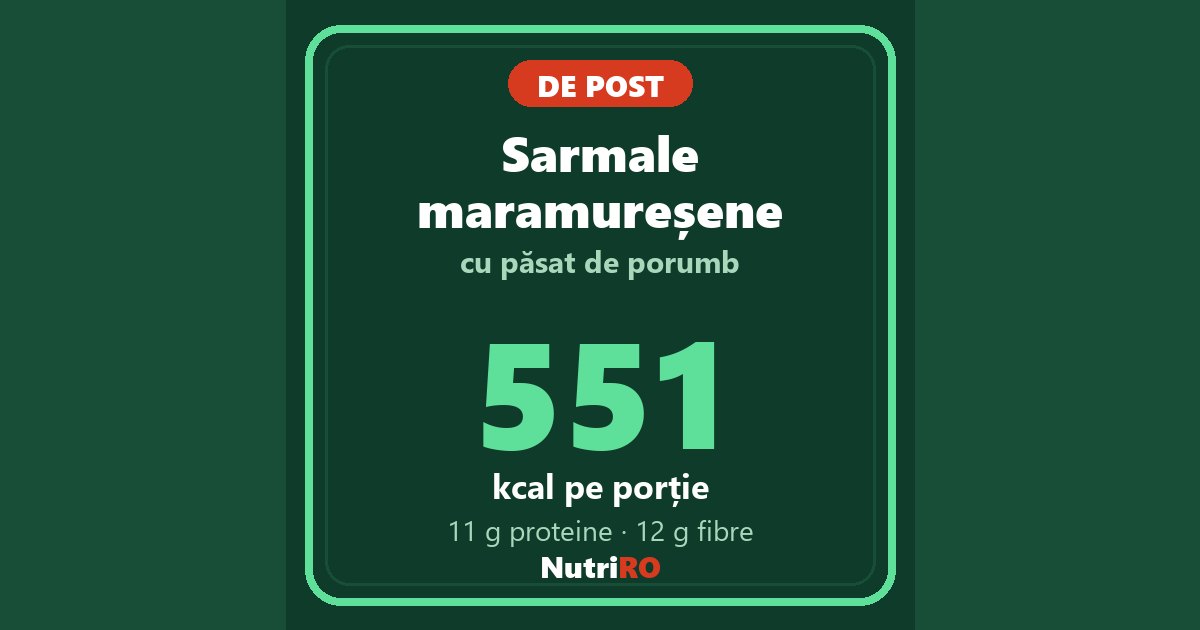 DE POST
Sarmale
maramureșene
cu păsat de porumb
551
kcal pe porție
11 g proteine · 12 g fibre
NutriRO